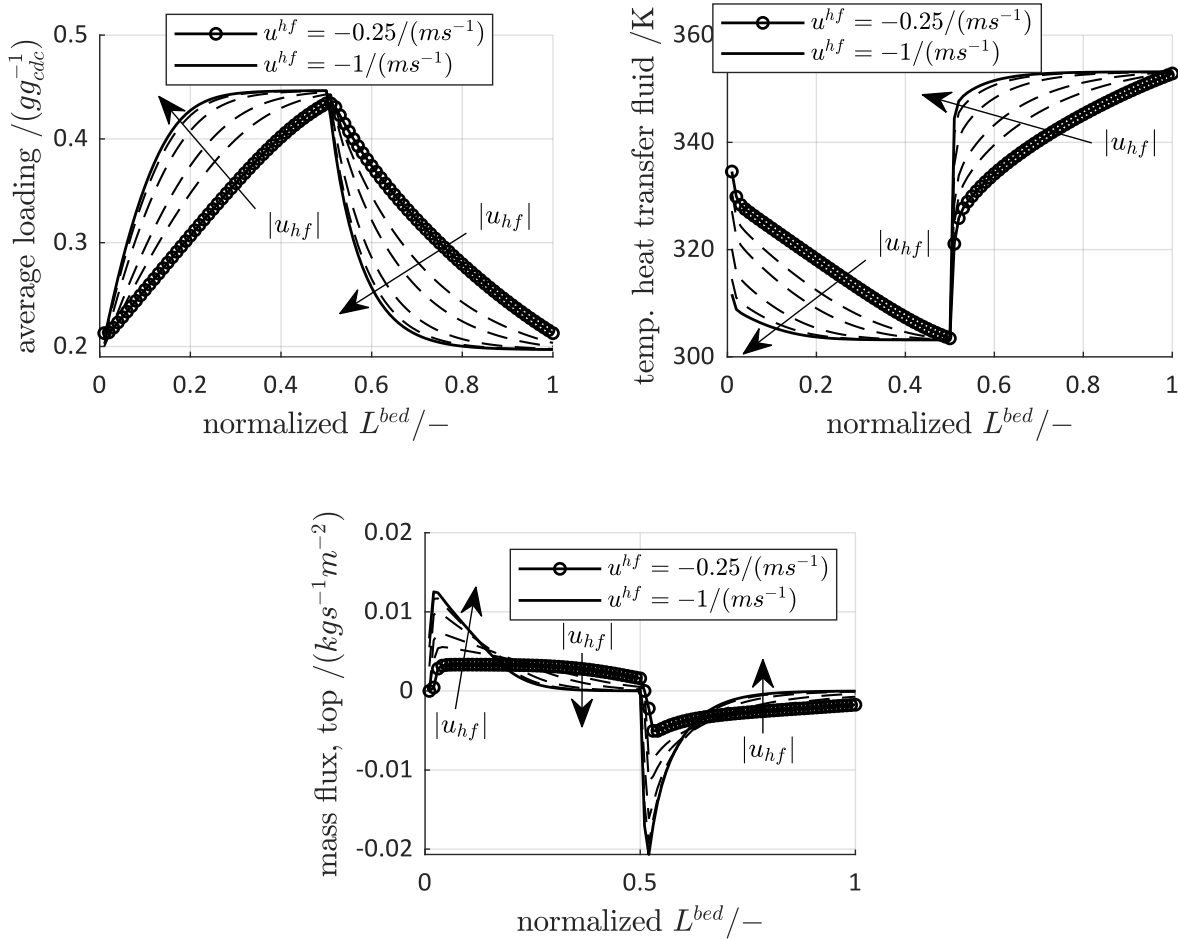 average loading /(gg_{cdc}^{-1})
0.5
0.4
0.3
0.2
u^{hf} = −0.25/(ms^{-1})
u^{hf} = −1/(ms^{-1})
|u_{hf}|
|u_{hf}|
0 0.2 0.4 0.6 0.8 1
normalized L^{bed}/−
temp. heat transfer fluid /K
360
340
320
300
u^{hf} = −0.25/(ms^{-1})
u^{hf} = −1/(ms^{-1})
|u_{hf}|
|u_{hf}|
0 0.2 0.4 0.6 0.8 1
normalized L^{bed}/−
mass flux, top /(kgs^{-1}m^{-2})
0.02
0.01
0
-0.01
-0.02
u^{hf} = −0.25/(ms^{-1})
u^{hf} = −1/(ms^{-1})
|u_{hf}|
|u_{hf}|
|u_{hf}|
0 0.5 1
normalized L^{bed}/−